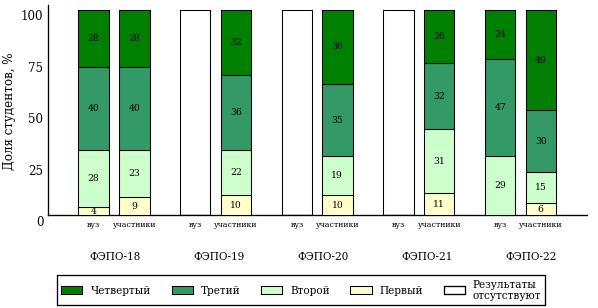 Доля студентов, %
100
75
50
25
0
28 28 32 36 26 24 49
40 40 36 35 32 47 30
28 23 22 19 31 29 15
4 9 10 10 11 6
вуз участники вуз участники вуз участники вуз участники вуз участники
ФЭПО-18 ФЭПО-19 ФЭПО-20 ФЭПО-21 ФЭПО-22
Четвертый Третий Второй Первый Результаты
отсутствуют